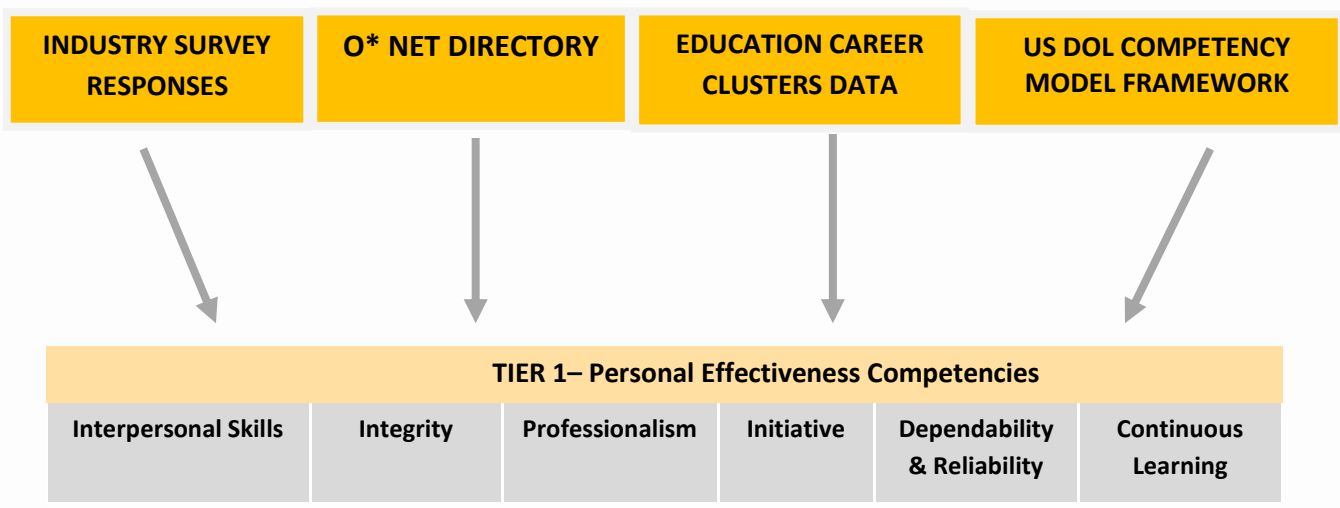 INDUSTRY SURVEY
RESPONSES
O* NET DIRECTORY
EDUCATION CAREER
CLUSTERS DATA
US DOL COMPETENCY
MODEL FRAMEWORK
TIER 1– Personal Effectiveness Competencies
Interpersonal Skills
Integrity
Professionalism
Initiative
Dependability
& Reliability
Continuous
Learning